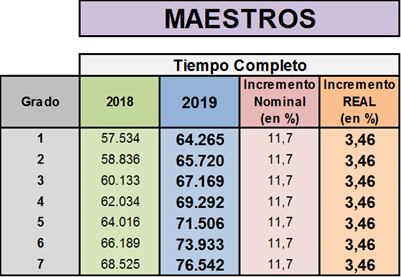 MAESTROS
Tiempo Completo
Grado 2018 2019 Incremento Nominal (en %) Incremento REAL (en %)
1 57.534 64.265 11,7 3,46
2 58.836 65.720 11,7 3,46
3 60.133 67.169 11,7 3,46
4 62.034 69.292 11,7 3,46
5 64.016 71.506 11,7 3,46
6 66.189 73.933 11,7 3,46
7 68.525 76.542 11,7 3,46